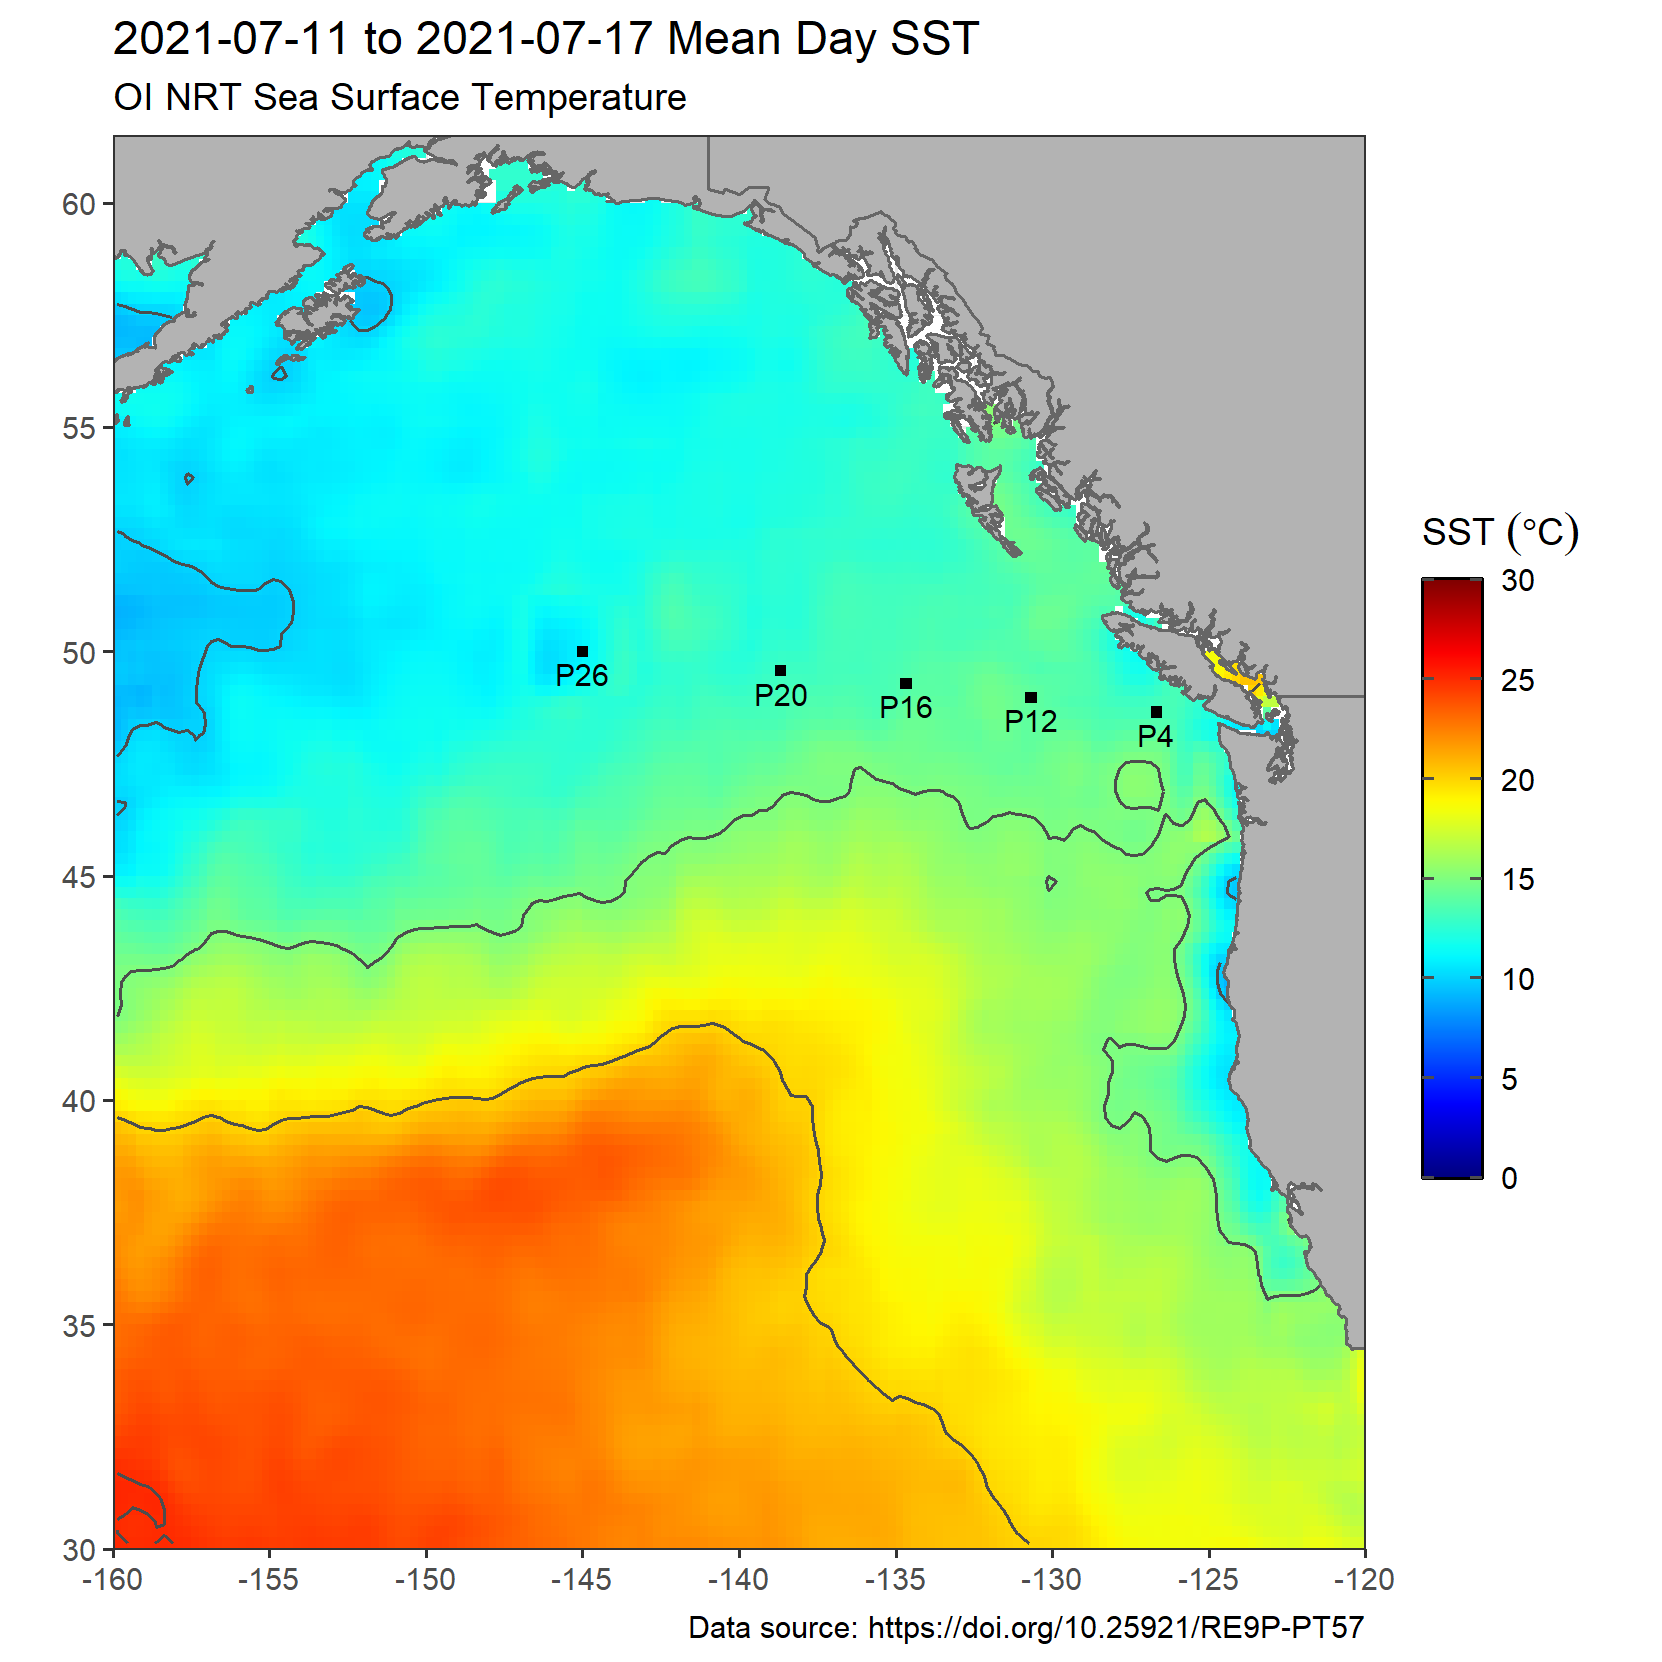 2021-07-11 to 2021-07-17 Mean Day SST
OI NRT Sea Surface Temperature
60
55
50
45
40
35
30
P26
P20
P16
P12
P4
SST (°C)
30
25
20
15
10
5
0
-160
-155
-150
-145
-140
-135
-130
-125
-120
Data source: https://doi.org/10.25921/RE9P-PT57